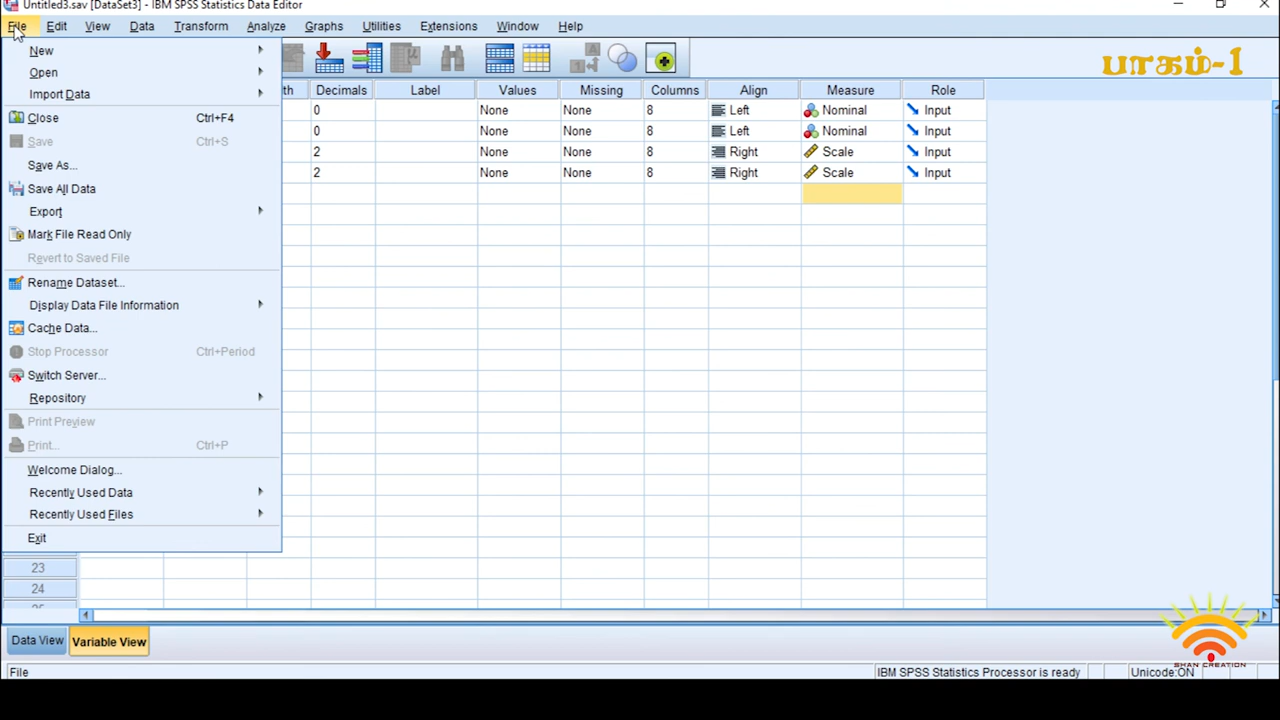 Untitled3.sav [DataSet3] - IBM SPSS Statistics Data Editor
File Edit View Data Transform Analyze Graphs Utilities Extensions Window Help
பாகம்-1
New
Open
Import Data
Close Ctrl+F4
Save Ctrl+S
Save As...
Save All Data
Export
Mark File Read Only
Revert to Saved File
Rename Dataset...
Display Data File Information
Cache Data...
Stop Processor Ctrl+Period
Switch Server...
Repository
Print Preview
Print... Ctrl+P
Welcome Dialog...
Recently Used Data
Recently Used Files
Exit
th Decimals Label Values Missing Columns Align Measure Role
0 None None 8 Left Nominal Input
0 None None 8 Left Nominal Input
2 None None 8 Right Scale Input
2 None None 8 Right Scale Input
23
24
Data View Variable View
SHAN CREATION
File IBM SPSS Statistics Processor is ready Unicode:ON